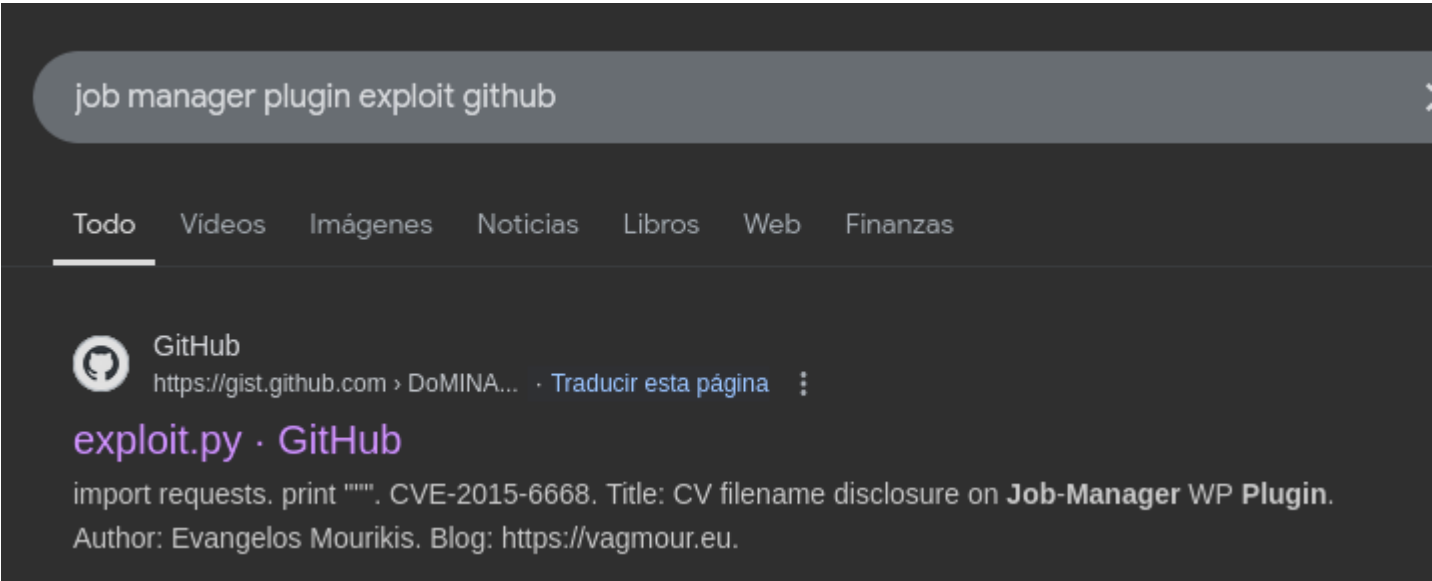 job manager plugin exploit github
Todo Vídeos Imágenes Noticias Libros Web Finanzas
GitHub
https://gist.github.com › DoMINA... · Traducir esta página
exploit.py · GitHub
import requests. print """. CVE-2015-6668. Title: CV filename disclosure on Job-Manager WP Plugin.
Author: Evangelos Mourikis. Blog: https://vagmour.eu.